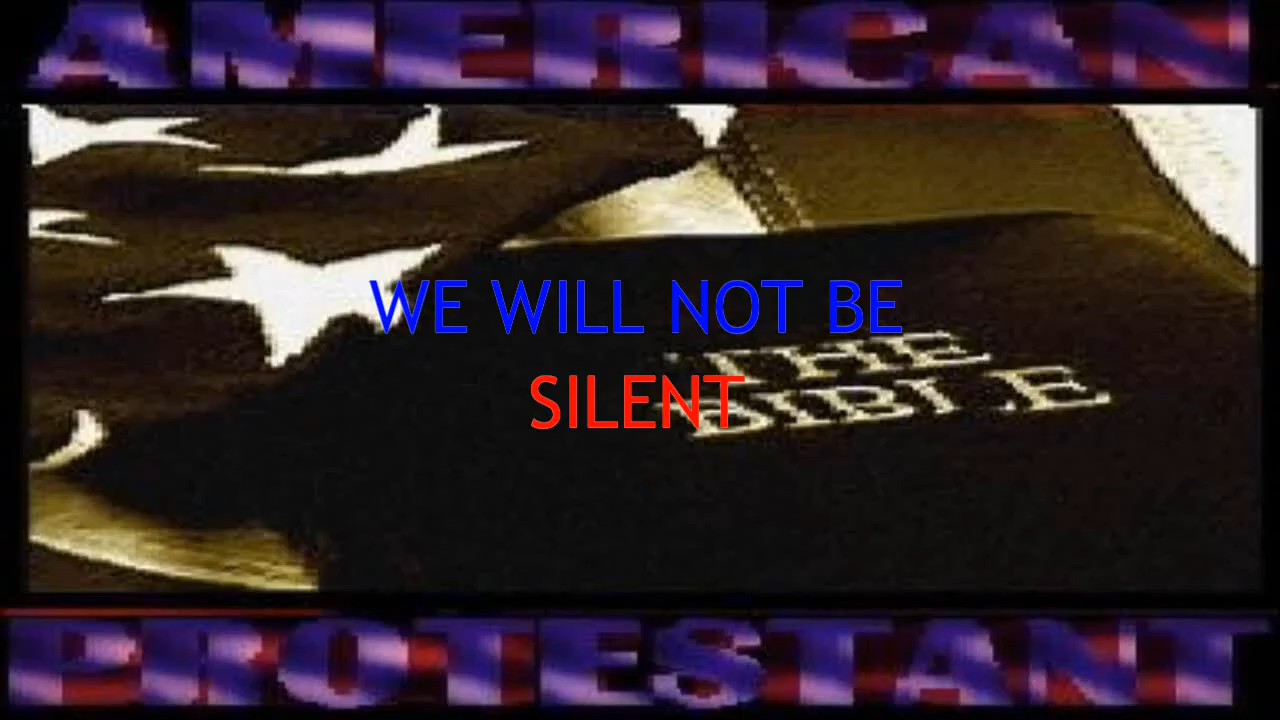 AMERICAN
WE WILL NOT BE
THE
SILENT
BIBLE
PROTESTANT